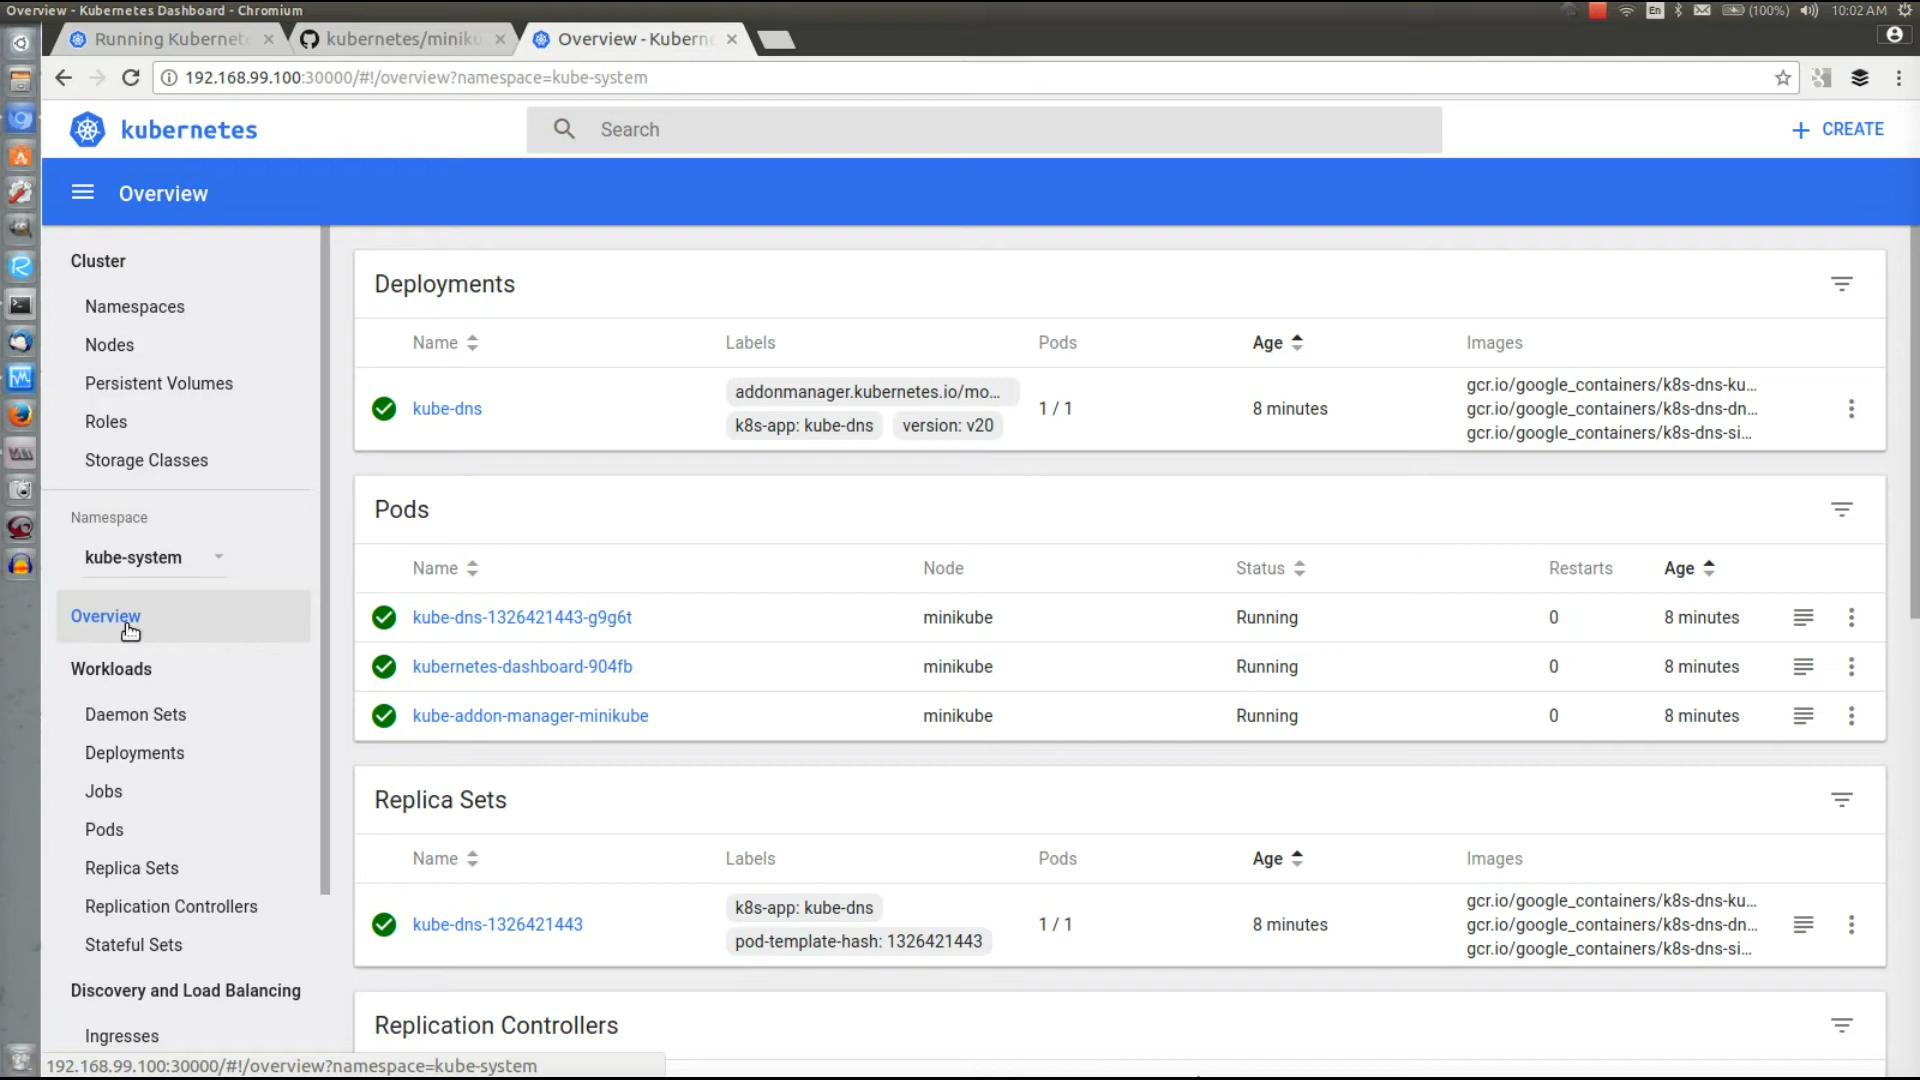 Overview - Kubernetes Dashboard - Chromium
En
(100%)
10:02 AM
Running Kubernet
kubernetes/miniku
Overview - Kuberne
192.168.99.100:30000/#!/overview?namespace=kube-system
kubernetes
Search
CREATE
Overview
Cluster
Namespaces
Nodes
Persistent Volumes
Roles
Storage Classes
Namespace
kube-system
Overview
Workloads
Daemon Sets
Deployments
Jobs
Pods
Replica Sets
Replication Controllers
Stateful Sets
Discovery and Load Balancing
Ingresses
Deployments
Name Labels Pods Age Images
kube-dns
addonmanager.kubernetes.io/mo...
k8s-app: kube-dns version: v20
1 / 1
8 minutes
gcr.io/google_containers/k8s-dns-ku...
gcr.io/google_containers/k8s-dns-dn...
gcr.io/google_containers/k8s-dns-si...
Pods
Name Node Status Restarts Age
kube-dns-1326421443-g9g6t minikube Running 0 8 minutes
kubernetes-dashboard-904fb minikube Running 0 8 minutes
kube-addon-manager-minikube minikube Running 0 8 minutes
Replica Sets
Name Labels Pods Age Images
kube-dns-1326421443
k8s-app: kube-dns
pod-template-hash: 1326421443
1 / 1
8 minutes
gcr.io/google_containers/k8s-dns-ku...
gcr.io/google_containers/k8s-dns-dn...
gcr.io/google_containers/k8s-dns-si...
Replication Controllers
192.168.99.100:30000/#!/overview?namespace=kube-system